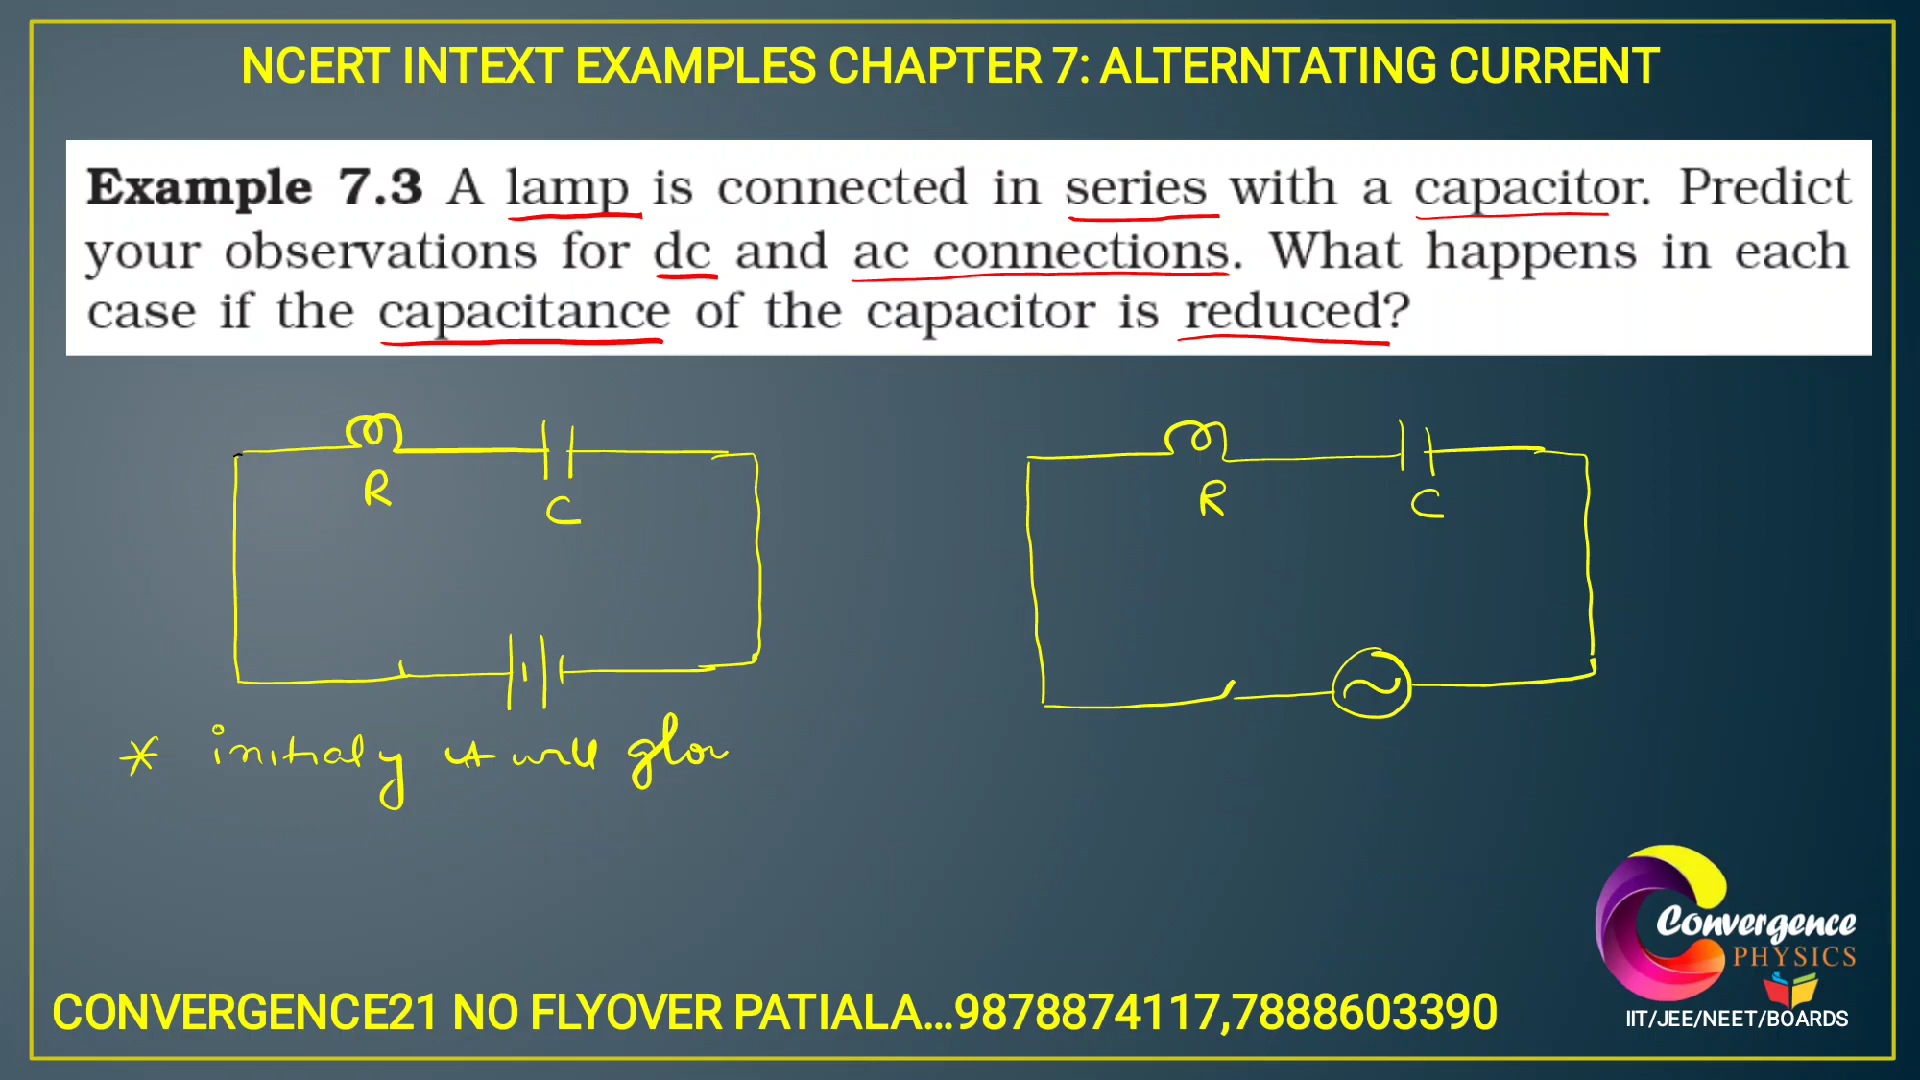 NCERT INTEXT EXAMPLES CHAPTER 7: ALTERNTATING CURRENT
Example 7.3 A lamp is connected in series with a capacitor. Predict
your observations for dc and ac connections. What happens in each
case if the capacitance of the capacitor is reduced?
R C
R C
* initialy it will glow
Convergence
PHYSICS
IIT/JEE/NEET/BOARDS
CONVERGENCE21 NO FLYOVER PATIALA...9878874117,7888603390